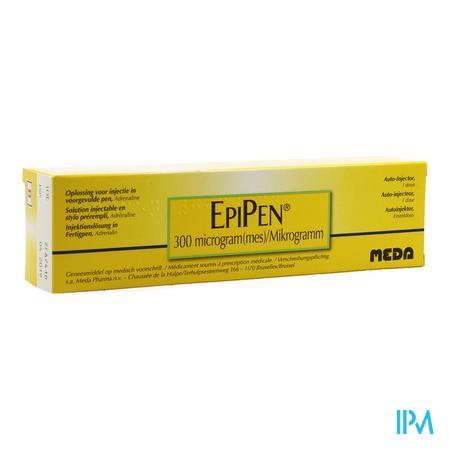 Oplossing voor injectie in
voorgevulde pen, Adrenaline
Solution injectable en
stylo prérempli, Adrénaline
Injektionslösung in
Fertigpen, Adrenalin
EPIPEN®
300 microgram(mes)/Mikrogramm
Auto-Injector,
1 dosis
Auto-injecteur,
1 dose
Autoinjektor,
Einzeldosis
MEDA
Geneesmiddel op medisch voorschrift. / Médicament soumis à prescription médicale. / Verschreibungspflichtig.
s.a. Meda Pharma n.v. – Chaussée de la Hulpe/Terhulpsesteenweg 166 – 1170 Bruxelles/Brussel
IPM